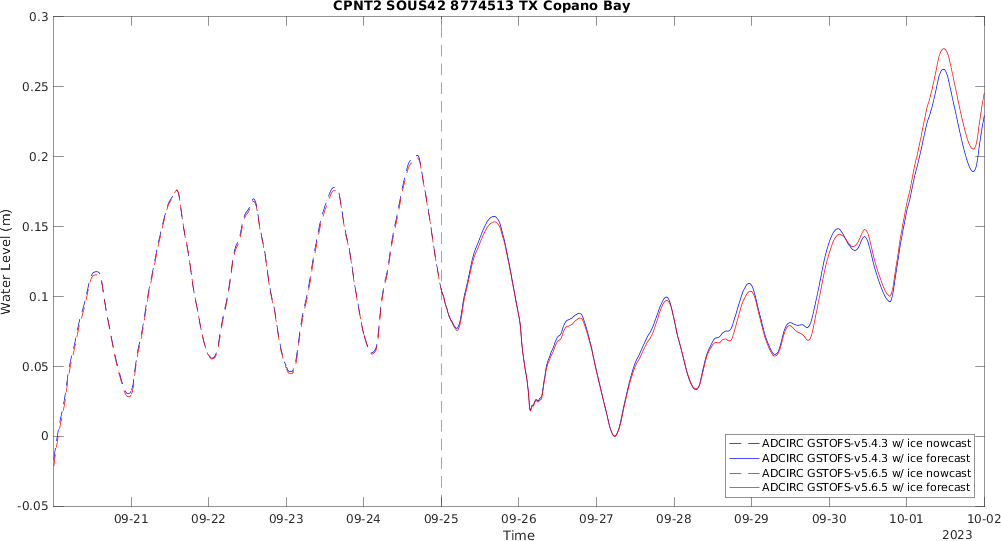 CPNT2 SOUS42 8774513 TX Copano Bay
0.3
0.25
0.2
0.15
0.1
0.05
0
-0.05
Water Level (m)
09-21 09-22 09-23 09-24 09-25 09-26 09-27 09-28 09-29 09-30 10-01 10-02
Time
2023
ADCIRC GSTOFS-v5.4.3 w/ ice nowcast
ADCIRC GSTOFS-v5.4.3 w/ ice forecast
ADCIRC GSTOFS-v5.6.5 w/ ice nowcast
ADCIRC GSTOFS-v5.6.5 w/ ice forecast